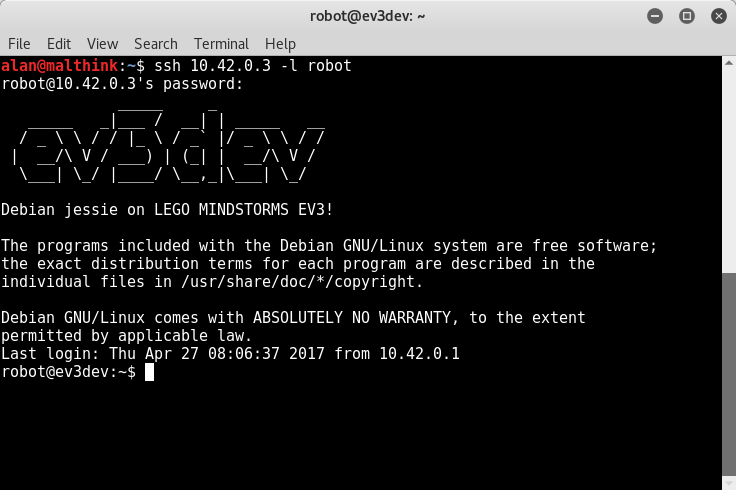 robot@ev3dev: ~
File Edit View Search Terminal Help
alan@malthink:~$ ssh 10.42.0.3 -l robot
robot@10.42.0.3's password:
ev3dev
Debian jessie on LEGO MINDSTORMS EV3!
The programs included with the Debian GNU/Linux system are free software;
the exact distribution terms for each program are described in the
individual files in /usr/share/doc/*/copyright.
Debian GNU/Linux comes with ABSOLUTELY NO WARRANTY, to the extent
permitted by applicable law.
Last login: Thu Apr 27 08:06:37 2017 from 10.42.0.1
robot@ev3dev:~$